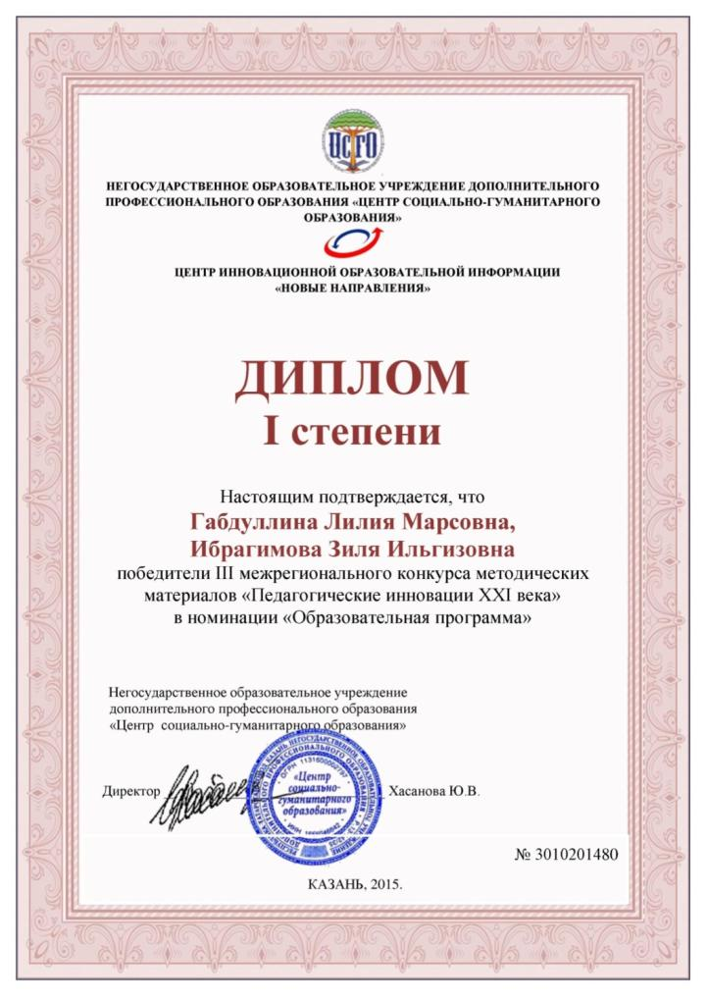 ЦСГО
НЕГОСУДАРСТВЕННОЕ ОБРАЗОВАТЕЛЬНОЕ УЧРЕЖДЕНИЕ ДОПОЛНИТЕЛЬНОГО
ПРОФЕССИОНАЛЬНОГО ОБРАЗОВАНИЯ «ЦЕНТР СОЦИАЛЬНО-ГУМАНИТАРНОГО
ОБРАЗОВАНИЯ»
ЦЕНТР ИННОВАЦИОННОЙ ОБРАЗОВАТЕЛЬНОЙ ИНФОРМАЦИИ
«НОВЫЕ НАПРАВЛЕНИЯ»
ДИПЛОМ
I степени
Настоящим подтверждается, что
Габдуллина Лилия Марсовна,
Ибрагимова Зиля Ильгизовна
победители III межрегионального конкурса методических
материалов «Педагогические инновации XXI века»
в номинации «Образовательная программа»
Негосударственное образовательное учреждение
дополнительного профессионального образования
«Центр социально-гуманитарного образования»
Директор Хасанова Ю.В.
«Центр
социально-
гуманитарного
образования»
№ 3010201480
КАЗАНЬ, 2015.